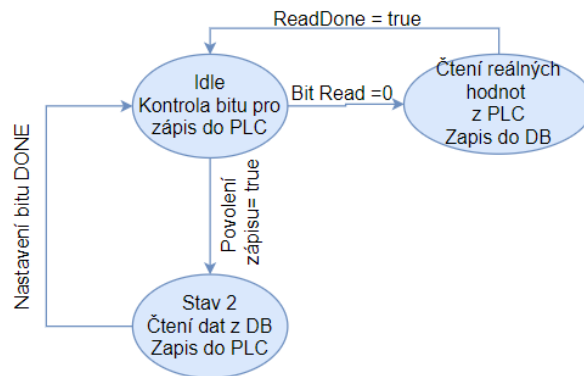 ReadDone = true
Idle
Kontrola bitu pro
zápis do PLC
Bit Read =0
Čtení reálných
hodnot
z PLC
Zapis do DB
Nastavení bitu DONE
Povolení
zápisu= true
Stav 2
Čtení dat z DB
Zapis do PLC